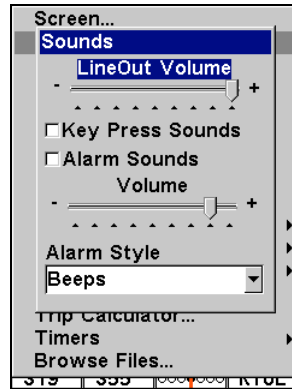 Screen...
Sounds
LineOut Volume
- +
Key Press Sounds
Alarm Sounds
Volume
- +
Alarm Style
Beeps
Trip Calculator...
Timers
Browse Files...